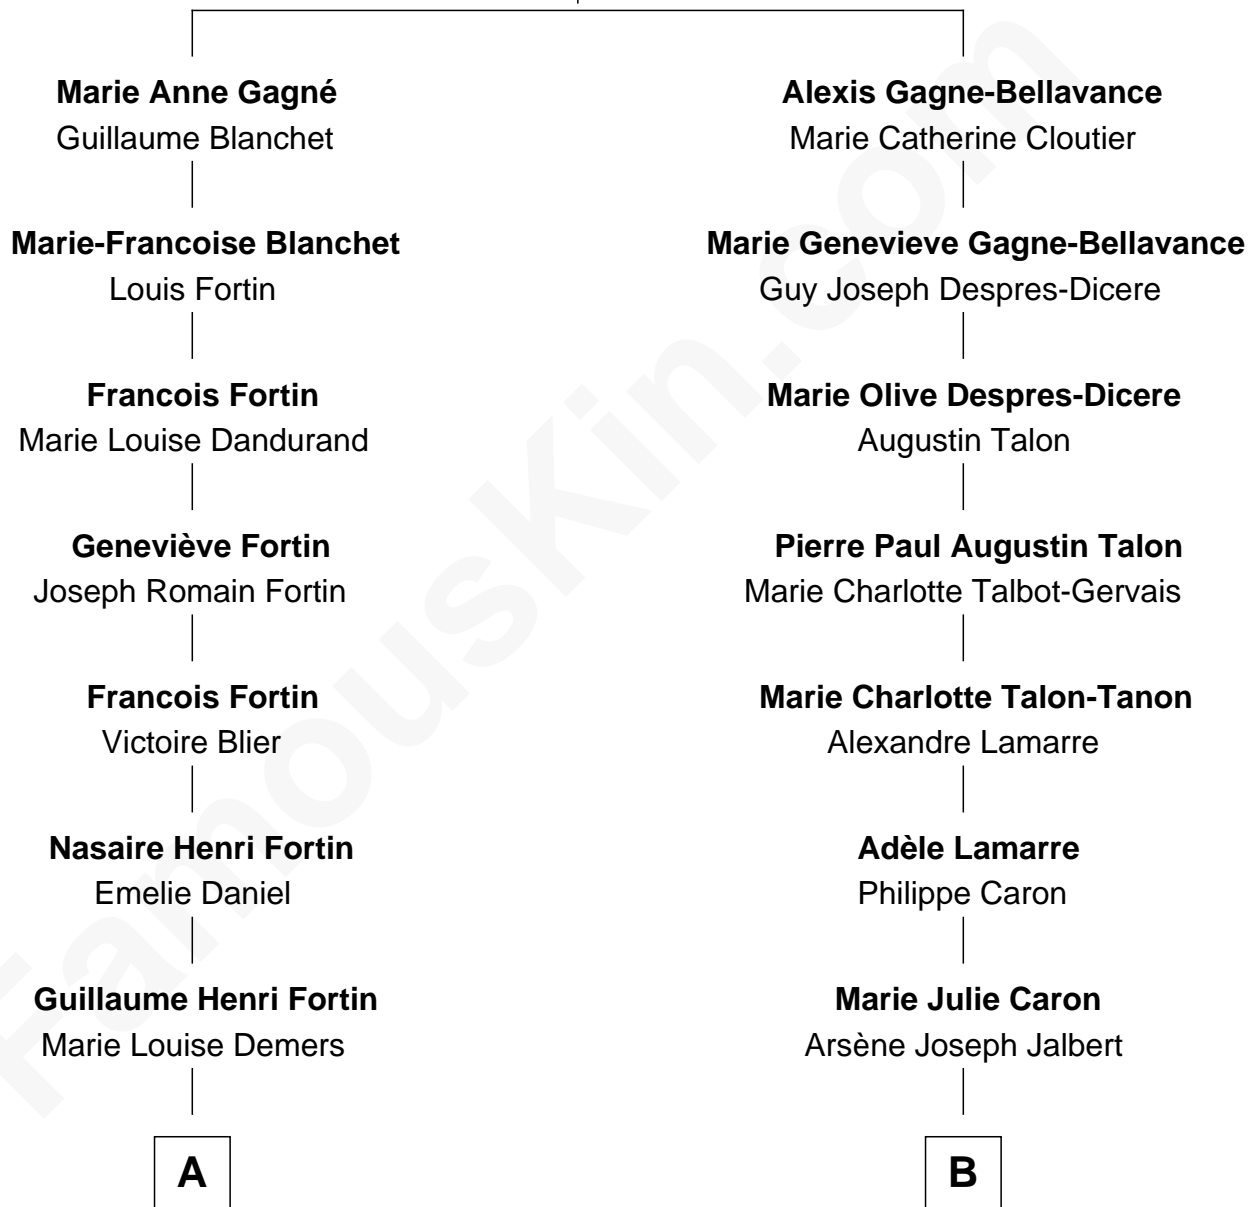 Marie Anne Gagné
Guillaume Blanchet
Marie-Francoise Blanchet
Louis Fortin
Francois Fortin
Marie Louise Dandurand
Geneviève Fortin
Joseph Romain Fortin
Francois Fortin
Victoire Blier
Nasaire Henri Fortin
Emelie Daniel
Guillaume Henri Fortin
Marie Louise Demers
A
Alexis Gagne-Bellavance
Marie Catherine Cloutier
Marie Genevieve Gagne-Bellavance
Guy Joseph Despres-Dicere
Marie Olive Despres-Dicere
Augustin Talon
Pierre Paul Augustin Talon
Marie Charlotte Talbot-Gervais
Marie Charlotte Talon-Tanon
Alexandre Lamarre
Adèle Lamarre
Philippe Caron
Marie Julie Caron
Arsène Joseph Jalbert
B
FamousKin.com